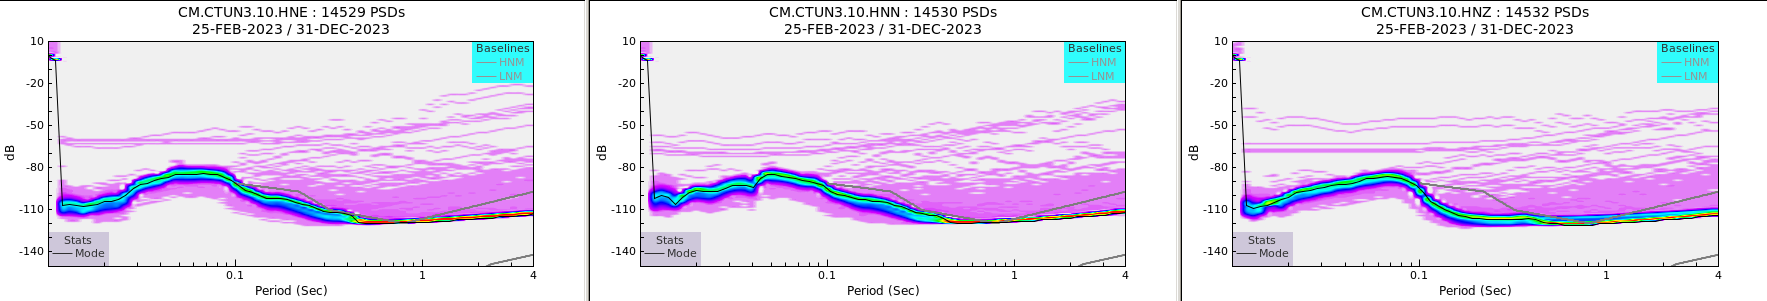 CM.CTUN3.10.HNE : 14529 PSDs
25-FEB-2023 / 31-DEC-2023
10
-20
-50
-80
-110
-140
dB
Baselines
HNM
LNM
Stats
Mode
0.1
1
4
Period (Sec)
CM.CTUN3.10.HNN : 14530 PSDs
25-FEB-2023 / 31-DEC-2023
10
-20
-50
-80
-110
-140
dB
Baselines
HNM
LNM
Stats
Mode
0.1
1
4
Period (Sec)
CM.CTUN3.10.HNZ : 14532 PSDs
25-FEB-2023 / 31-DEC-2023
10
-20
-50
-80
-110
-140
dB
Baselines
HNM
LNM
Stats
Mode
0.1
1
4
Period (Sec)